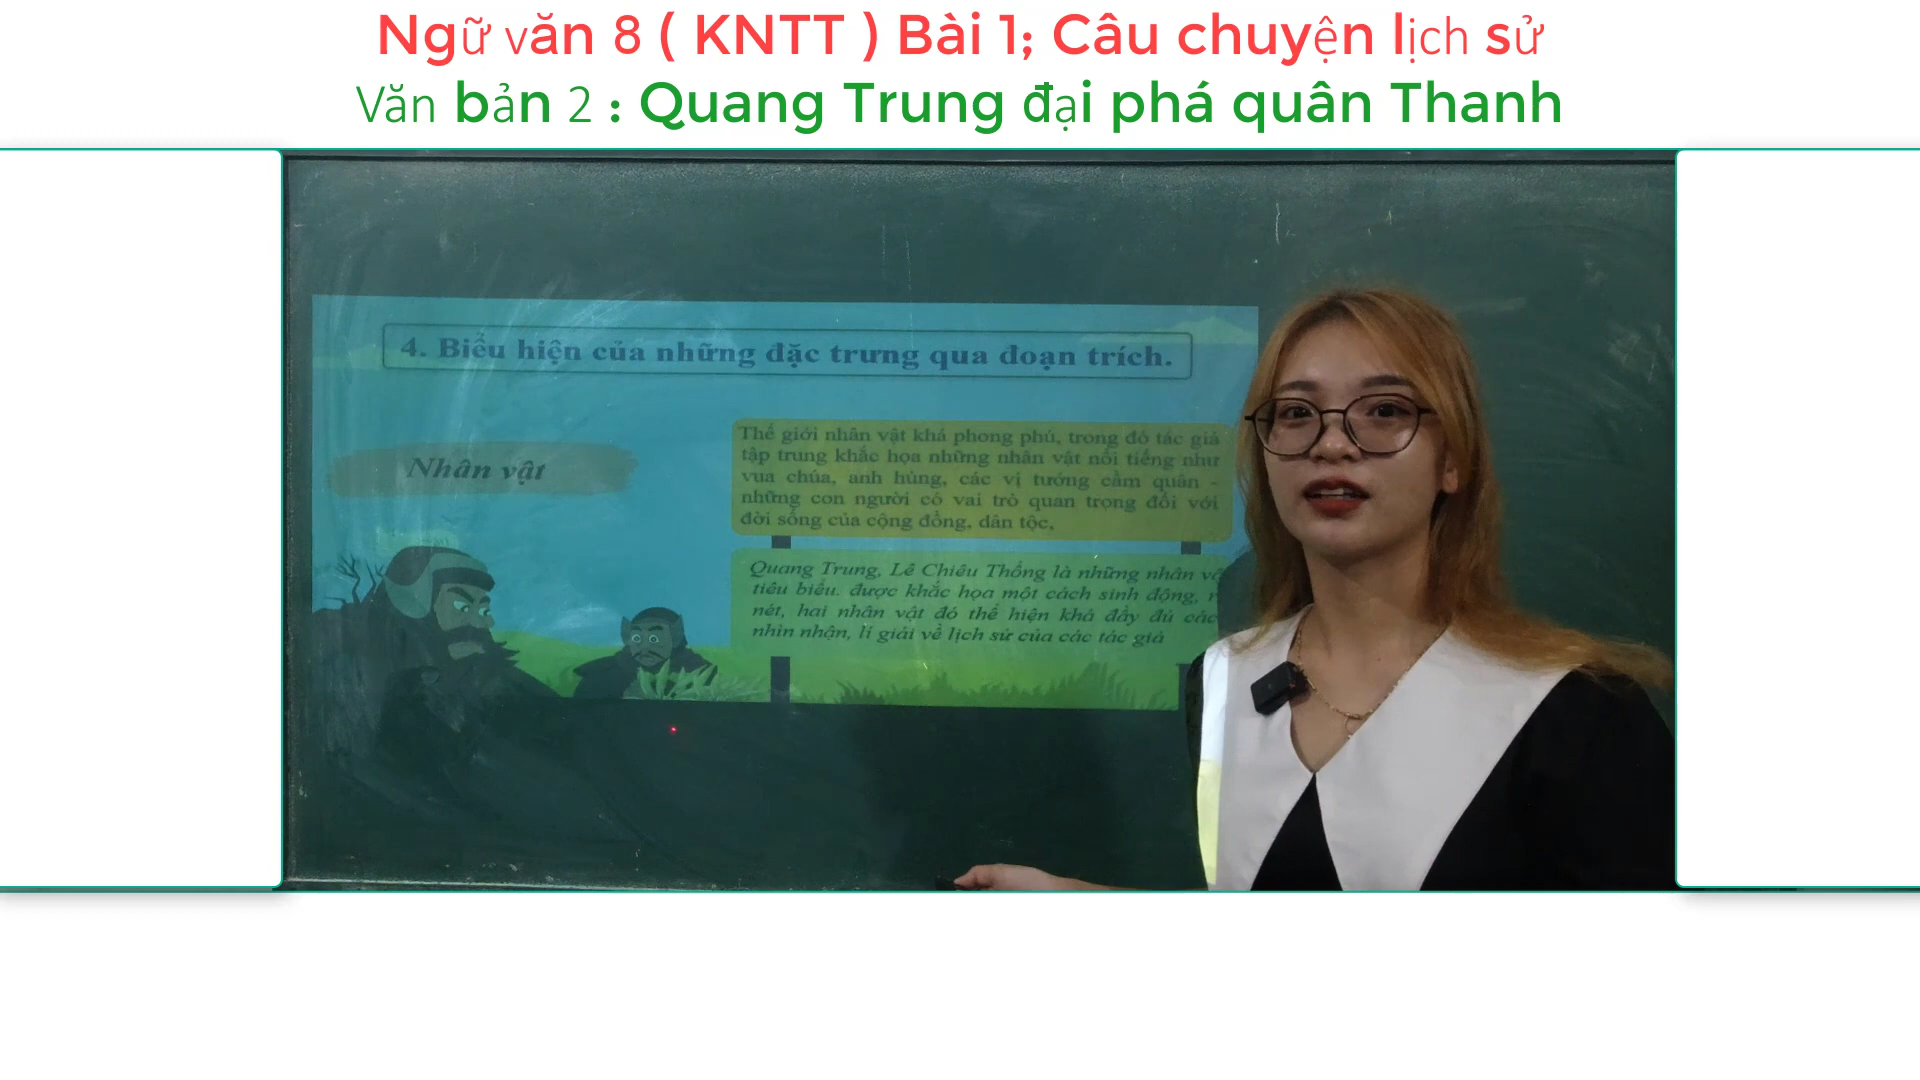 Ngữ văn 8 ( KNTT ) Bài 1; Câu chuyện lịch sử
Văn bản 2 : Quang Trung đại phá quân Thanh
4. Biểu hiện của những đặc trưng qua đoạn trích.
Nhân vật
Thế giới nhân vật khá phong phú, trong đó tác giả
tập trung khắc họa những nhân vật nổi tiếng như
vua chúa, anh hùng, các vị tướng cầm quân -
những con người có vai trò quan trọng đối với
đời sống của cộng đồng, dân tộc,
Quang Trung, Lê Chiêu Thống là những nhân
tiêu biểu. được khắc họa một cách sinh động,
nét, hai nhân vật đó thể hiện khá đầy đủ các
nhìn nhận, lí giải về lịch sử của các tác giả